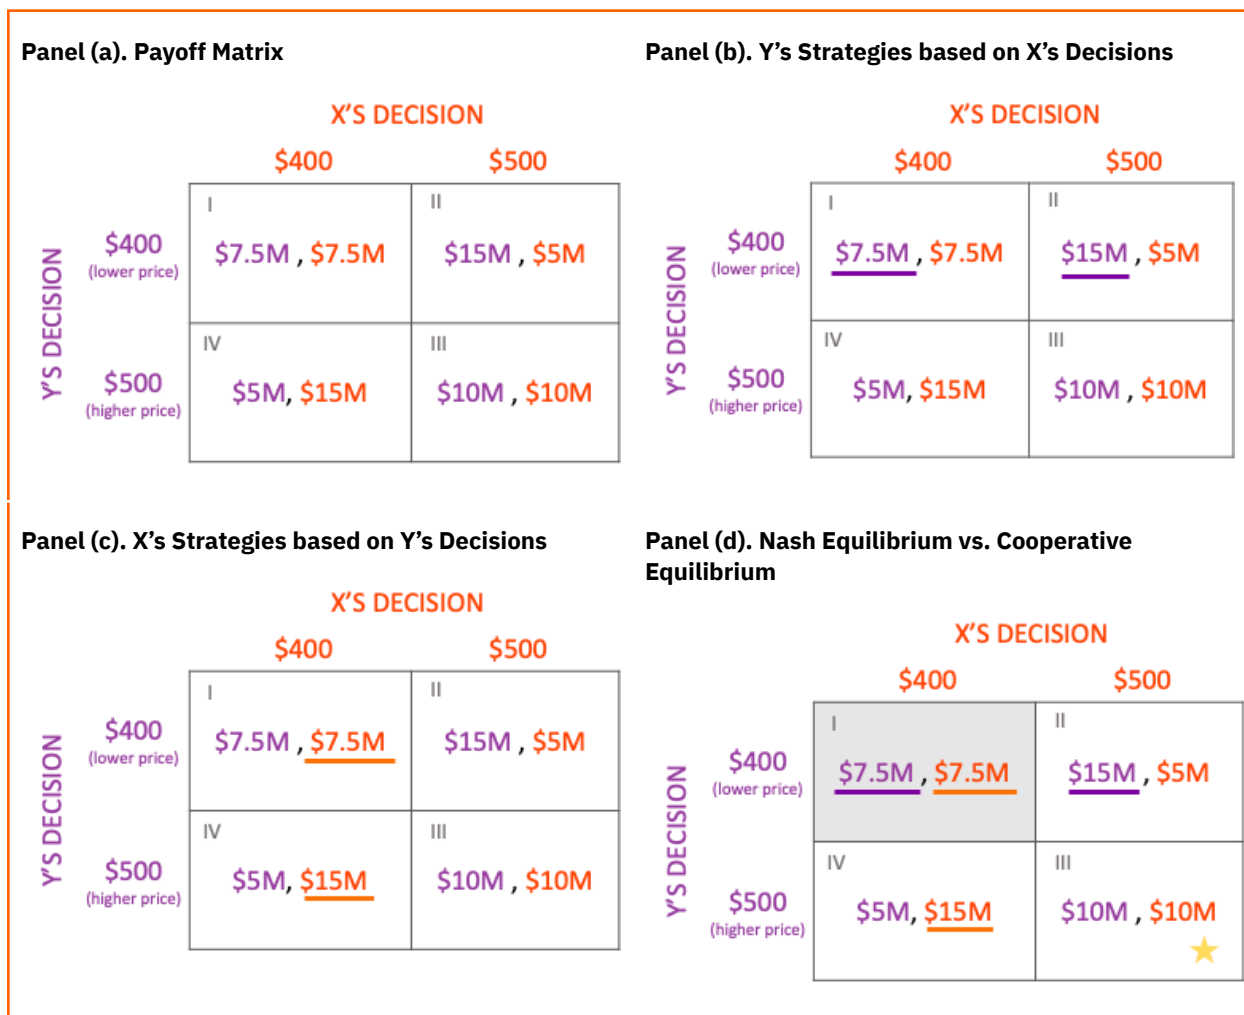 Panel (a). Payoff Matrix
X'S DECISION
$400 $500
Y'S DECISION
$400
(lower price)
I
$7.5M , $7.5M
II
$15M , $5M
$500
(higher price)
IV
$5M, $15M
III
$10M , $10M
Panel (b). Y's Strategies based on X's Decisions
X'S DECISION
$400 $500
Y'S DECISION
$400
(lower price)
I
$7.5M , $7.5M
II
$15M , $5M
$500
(higher price)
IV
$5M, $15M
III
$10M , $10M
Panel (c). X's Strategies based on Y's Decisions
X'S DECISION
$400 $500
Y'S DECISION
$400
(lower price)
I
$7.5M , $7.5M
II
$15M , $5M
$500
(higher price)
IV
$5M, $15M
III
$10M , $10M
Panel (d). Nash Equilibrium vs. Cooperative
Equilibrium
X'S DECISION
$400 $500
Y'S DECISION
$400
(lower price)
I
$7.5M , $7.5M
II
$15M , $5M
$500
(higher price)
IV
$5M, $15M
III
$10M , $10M